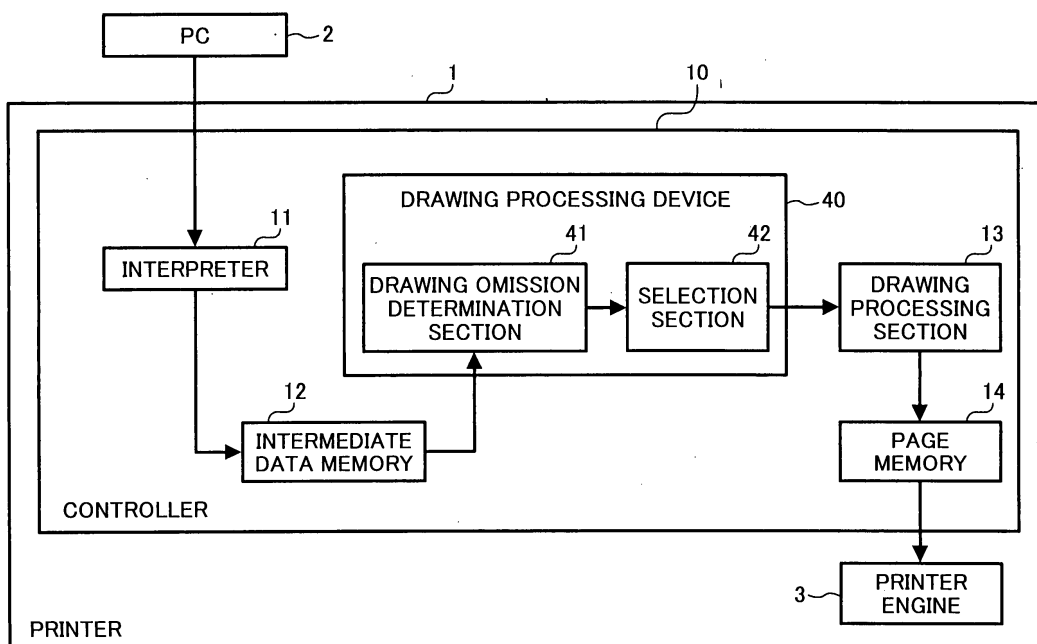 PC
2
1
10
DRAWING PROCESSING DEVICE
40
11
INTERPRETER
41
DRAWING OMISSION
DETERMINATION
SECTION
42
SELECTION
SECTION
13
DRAWING
PROCESSING
SECTION
12
INTERMEDIATE
DATA MEMORY
14
PAGE
MEMORY
CONTROLLER
3
PRINTER
ENGINE
PRINTER